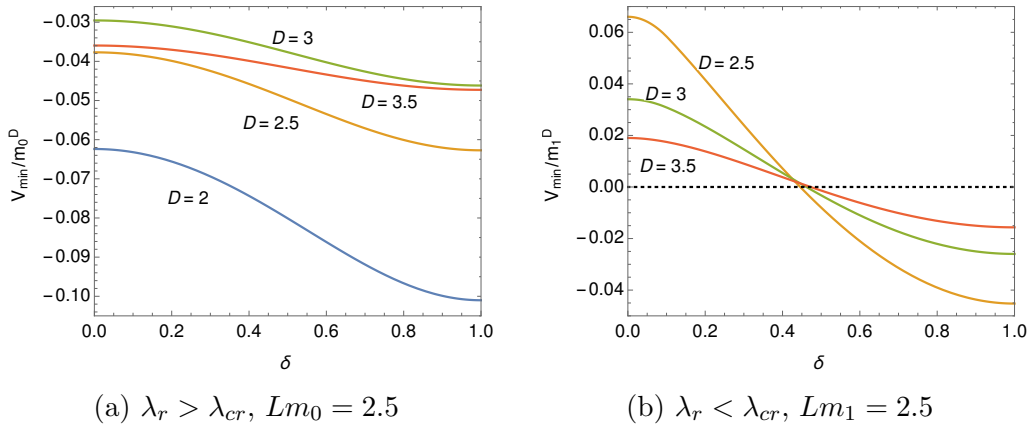 −0.03
−0.04
−0.05
−0.06
−0.07
−0.08
−0.09
−0.10
V_min/m_0^D
D = 3
D = 3.5
D = 2.5
D = 2
0.0 0.2 0.4 0.6 0.8 1.0
δ
(a) λ_r > λ_cr, Lm_0 = 2.5
0.06
0.04
0.02
0.00
−0.02
−0.04
V_min/m_1^D
D = 2.5
D = 3
D = 3.5
0.0 0.2 0.4 0.6 0.8 1.0
δ
(b) λ_r < λ_cr, Lm_1 = 2.5